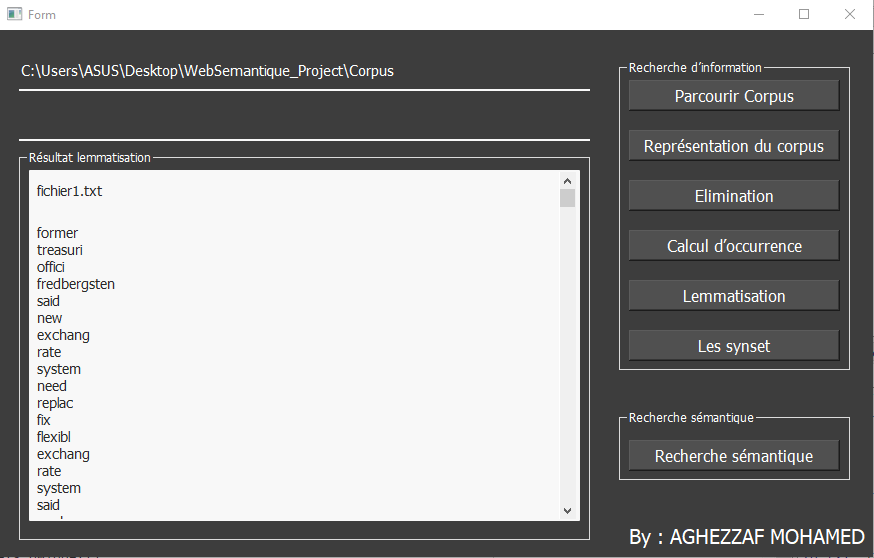 Form
C:\Users\ASUS\Desktop\WebSemantique_Project\Corpus
Résultat lemmatisation
fichier1.txt
former
treasuri
offici
fredbergsten
said
new
exchang
rate
system
need
replac
fix
flexibl
exchang
rate
system
said
Recherche d'information
Parcourir Corpus
Représentation du corpus
Elimination
Calcul d'occurrence
Lemmatisation
Les synset
Recherche sémantique
Recherche sémantique
By : AGHEZZAF MOHAMED